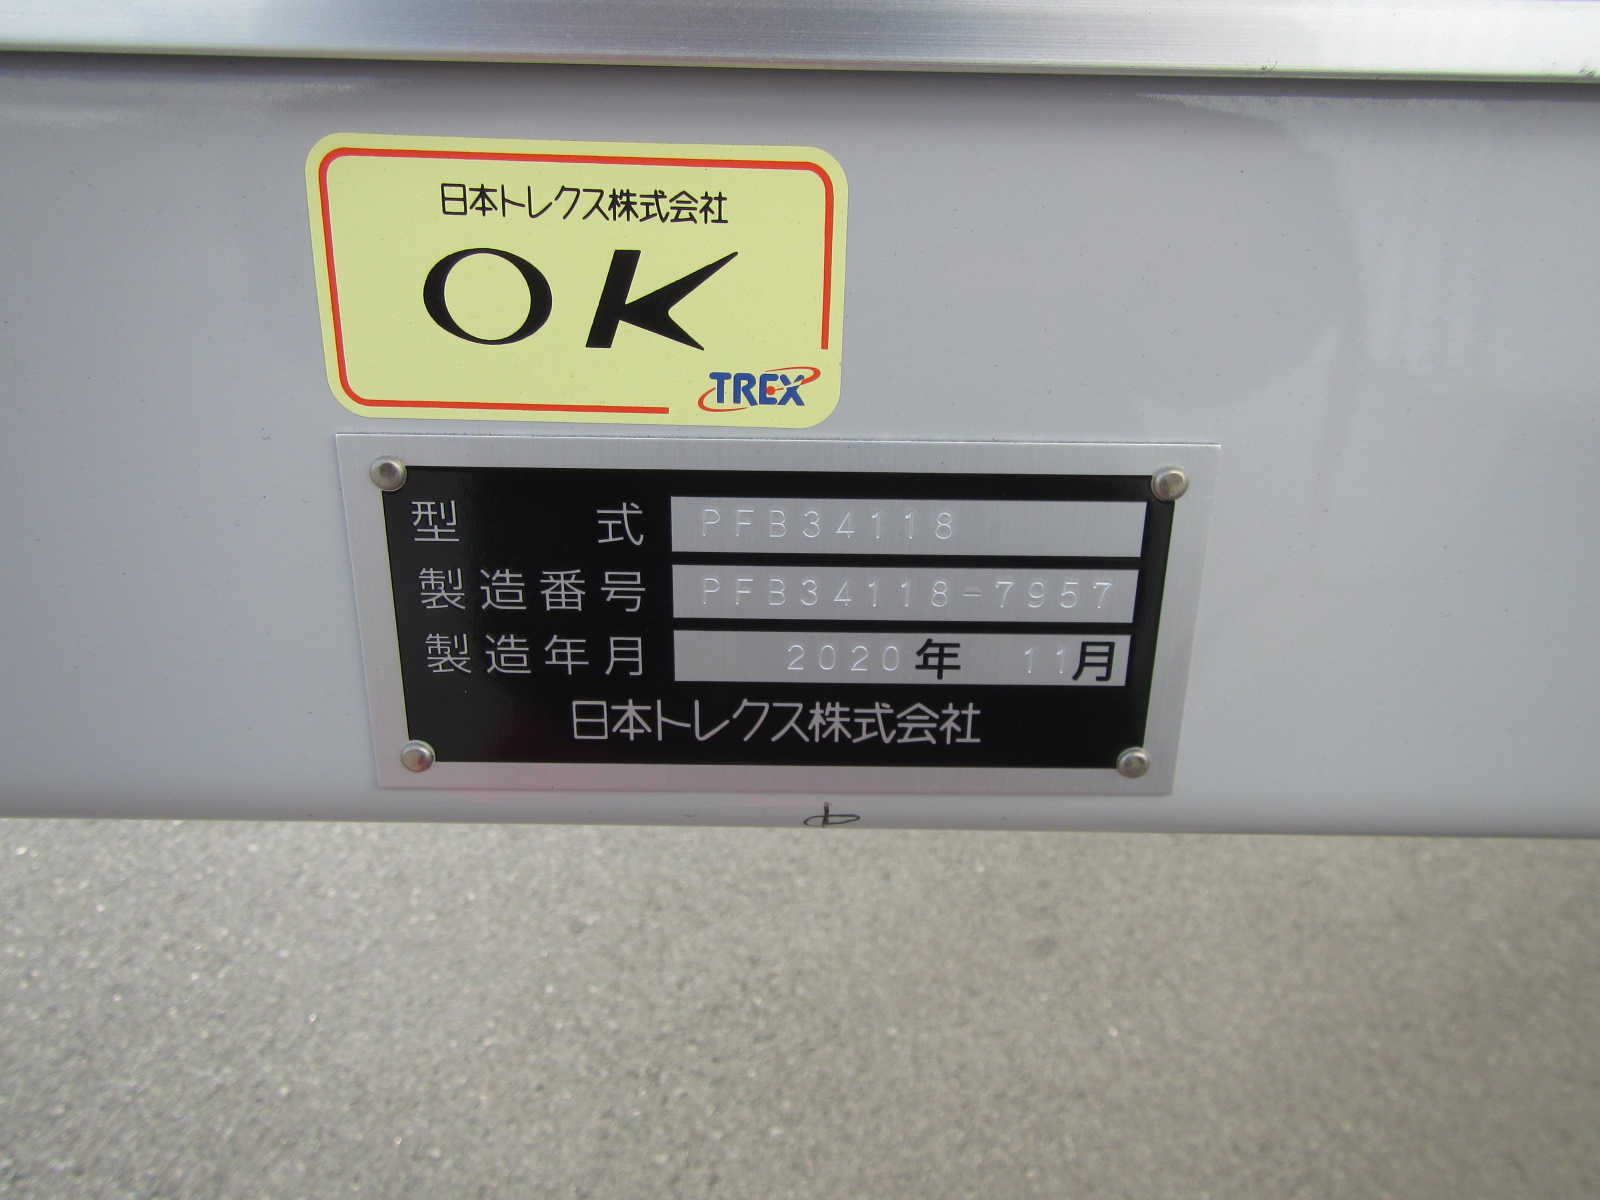 日本トレクス株式会社
OK
TREX
型式 PFB34118
製造番号 PFB34118-7957
製造年月 2020年 11月
日本トレクス株式会社